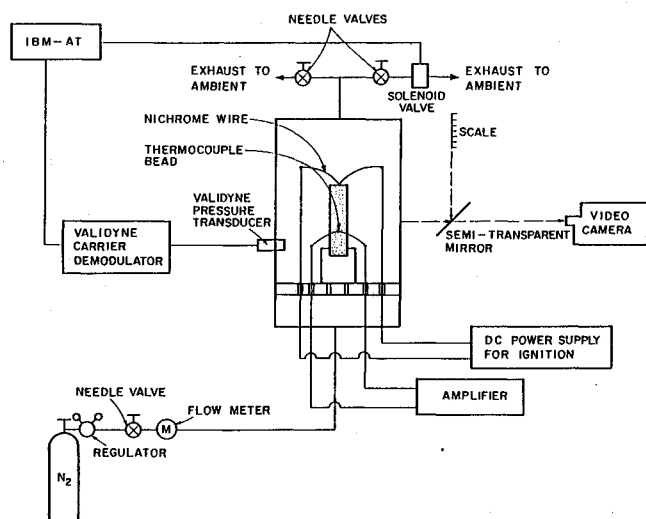 NEEDLE VALVES
IBM-AT
EXHAUST TO
AMBIENT
EXHAUST TO
AMBIENT
SOLENOID
VALVE
NICHROME WIRE
SCALE
THERMOCOUPLE
BEAD
VALIDYNE
PRESSURE
TRANSDUCER
VIDEO
CAMERA
SEMI-TRANSPARENT
MIRROR
VALIDYNE
CARRIER
DEMODULATOR
DC POWER SUPPLY
FOR IGNITION
NEEDLE VALVE
AMPLIFIER
FLOW METER
M
REGULATOR
N2